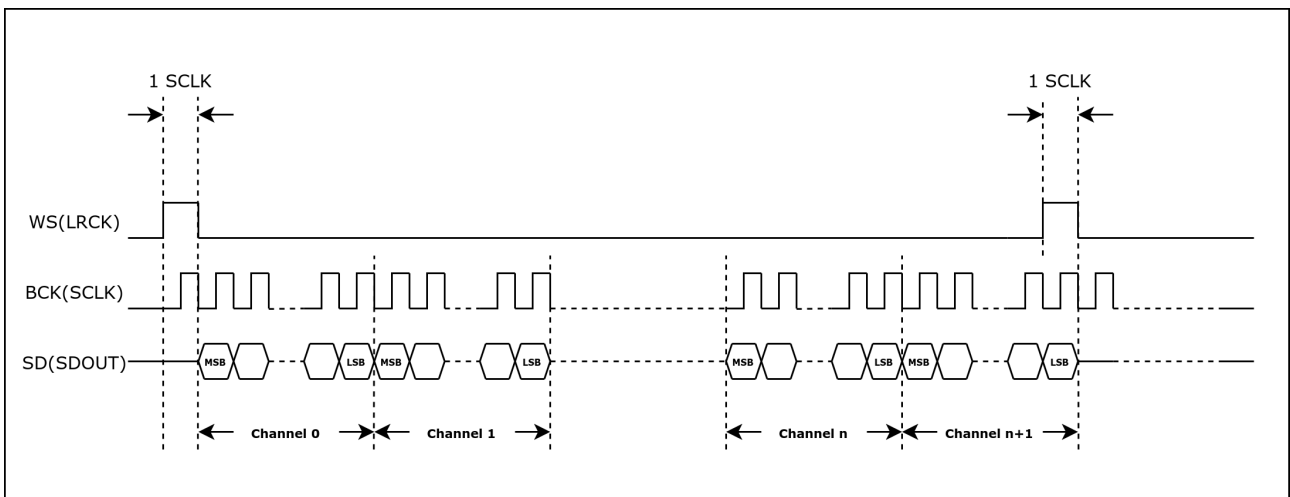 1 SCLK
1 SCLK
WS(LRCK)
BCK(SCLK)
SD(SDOUT)
MSB
LSB
MSB
LSB
MSB
LSB
MSB
LSB
Channel 0
Channel 1
Channel n
Channel n+1